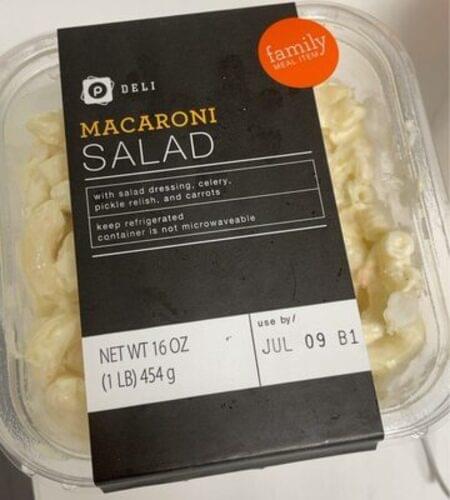 family
MEAL ITEM
P DELI
MACARONI
SALAD
with salad dressing, celery,
pickle relish, and carrots
keep refrigerated
container is not microwaveable
NET WT 16 OZ
(1 LB) 454 g
use by/
JUL 09 B1